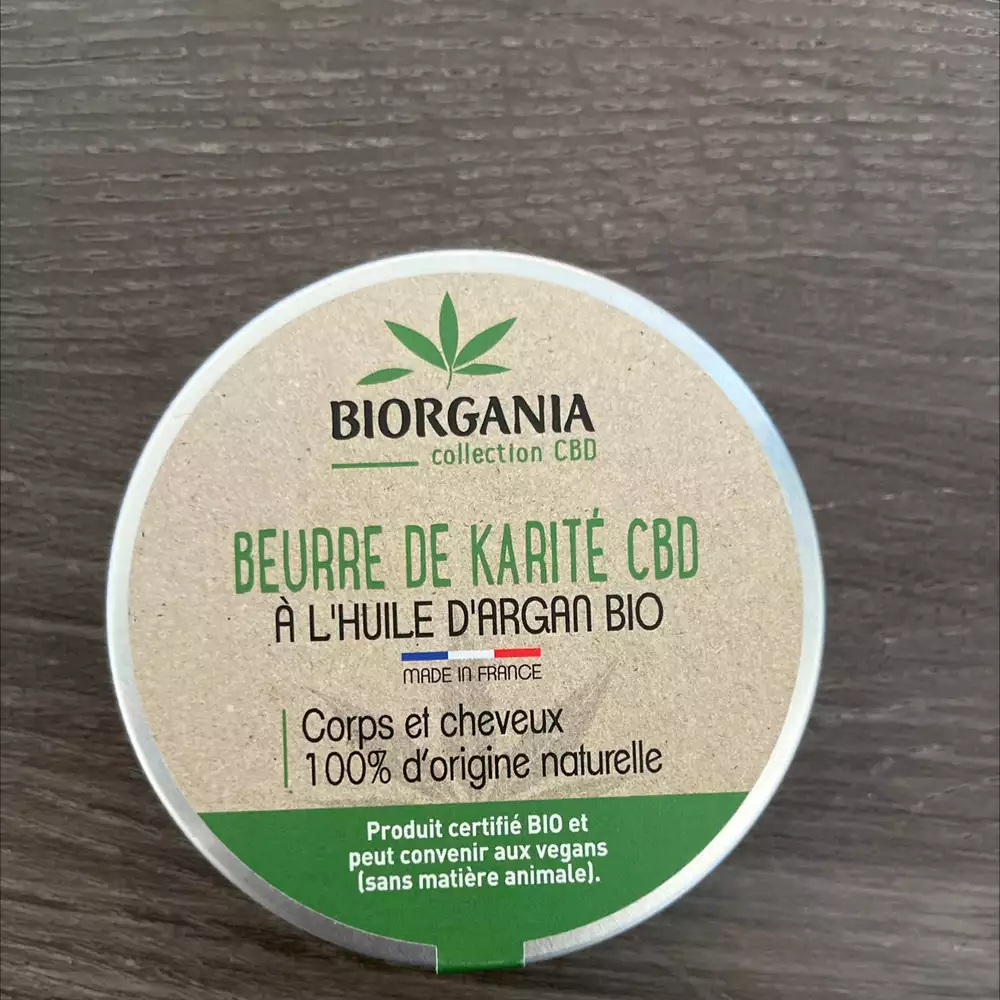 BIORGANIA
collection CBD
BEURRE DE KARITÉ CBD
À L'HUILE D'ARGAN BIO
MADE IN FRANCE
Corps et cheveux
100% d'origine naturelle
Produit certifié BIO et
peut convenir aux vegans
(sans matière animale).